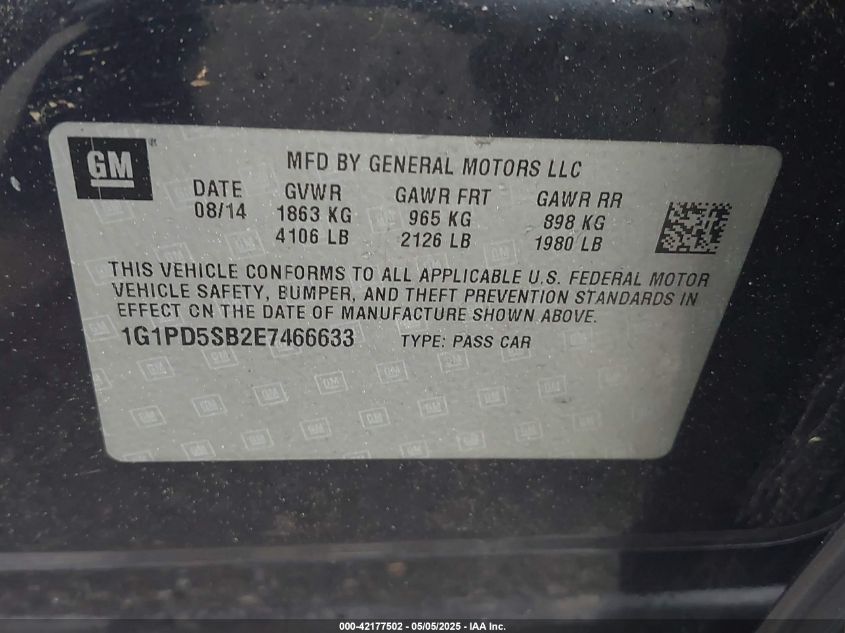 GM
MFD BY GENERAL MOTORS LLC
DATE GVWR GAWR FRT GAWR RR
08/14 1863 KG 965 KG 898 KG
4106 LB 2126 LB 1980 LB
THIS VEHICLE CONFORMS TO ALL APPLICABLE U.S. FEDERAL MOTOR
VEHICLE SAFETY, BUMPER, AND THEFT PREVENTION STANDARDS IN
EFFECT ON THE DATE OF MANUFACTURE SHOWN ABOVE.
1G1PD5SB2E7466633 TYPE: PASS CAR
000-42177502 - 05/05/2025 - IAA Inc.